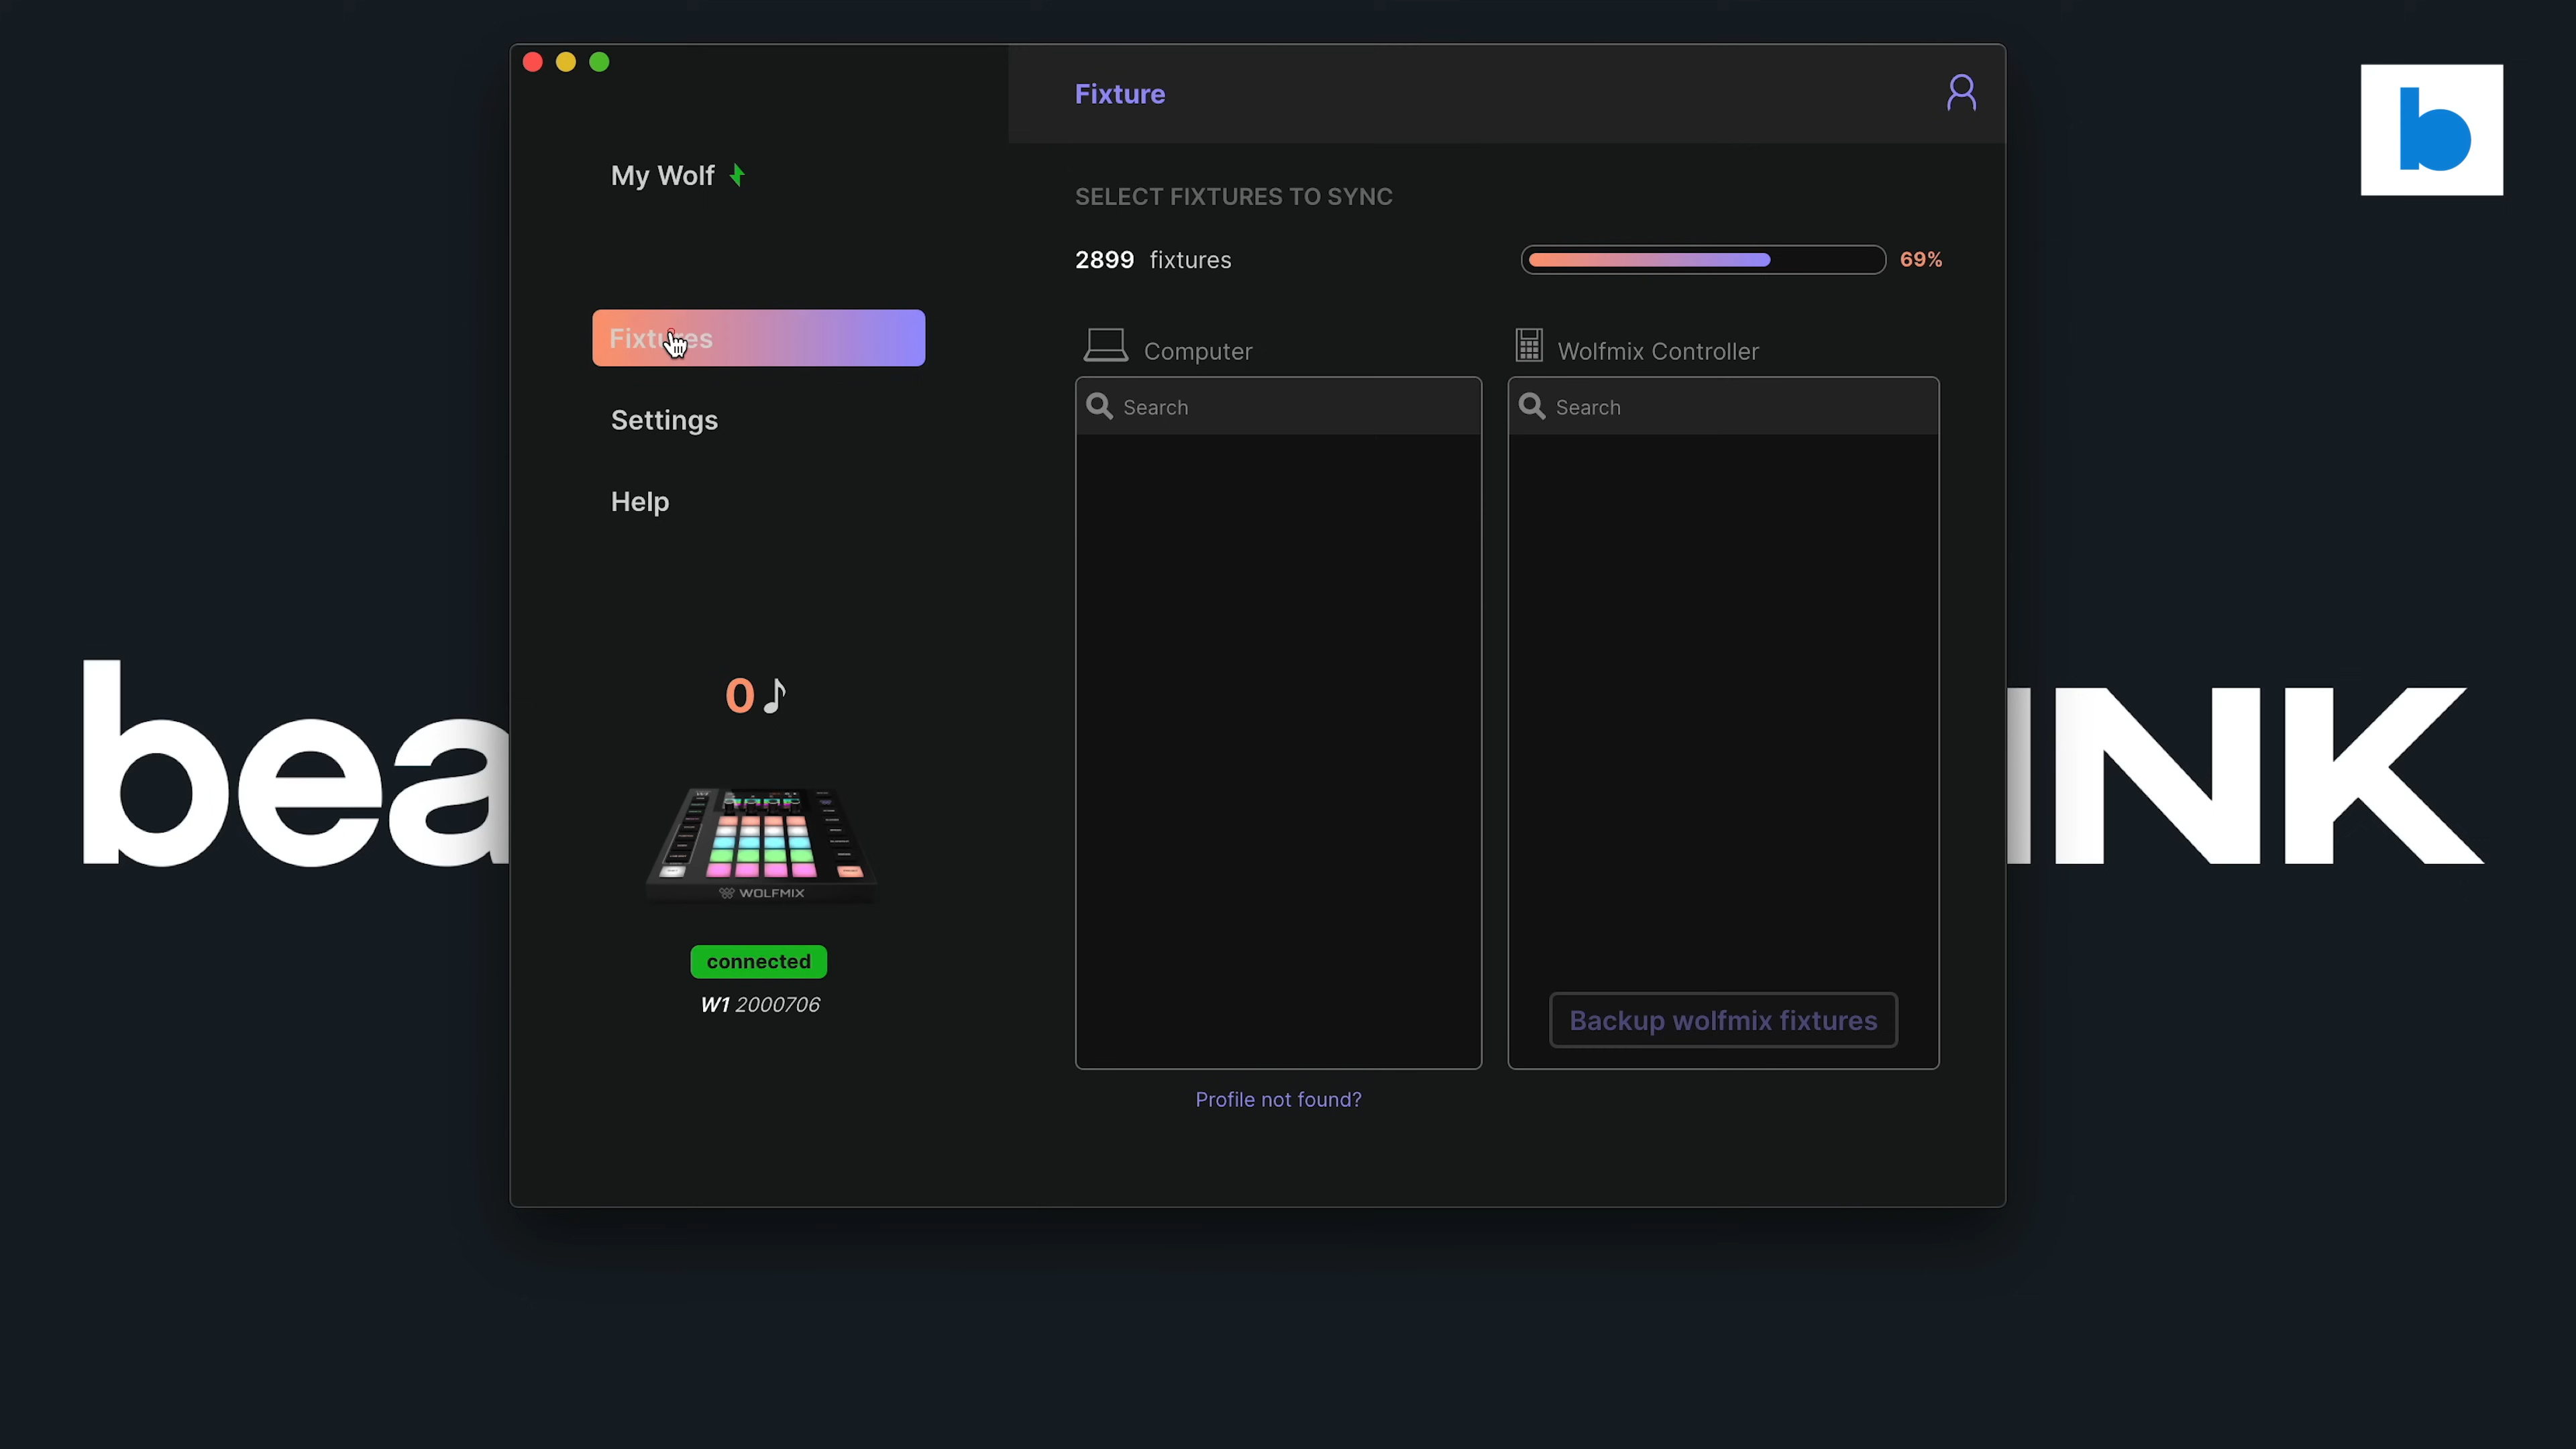 Fixture
My Wolf
SELECT FIXTURES TO SYNC
2899 fixtures
69%
Fixtures
Computer
Wolfmix Controller
Search
Search
Settings
Help
0
bea
INK
WOLFMIX
connected
W1 2000706
Backup wolfmix fixtures
Profile not found?
b